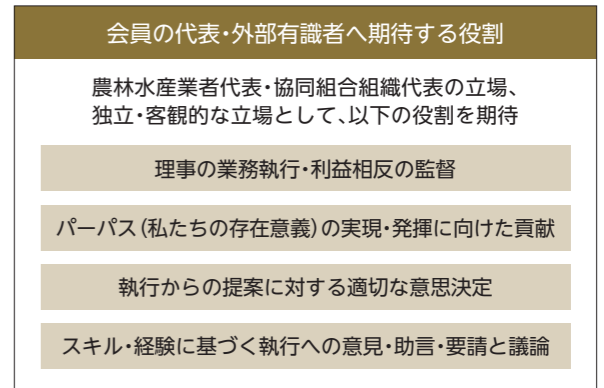 会員の代表・外部有識者へ期待する役割
農林水産業者代表・協同組合組織代表の立場、
独立・客観的な立場として、以下の役割を期待
理事の業務執行・利益相反の監督
パーパス(私たちの存在意義)の実現・発揮に向けた貢献
執行からの提案に対する適切な意思決定
スキル・経験に基づく執行への意見・助言・要請と議論